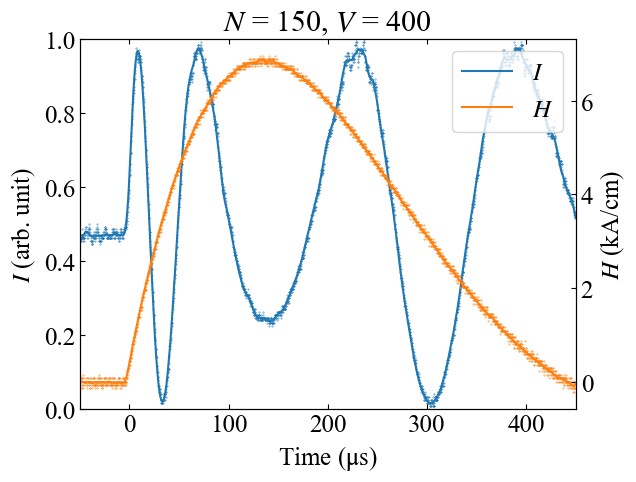 N = 150, V = 400
1.0
0.8
0.6
0.4
0.2
0.0
I (arb. unit)
I
H
6
4
2
0
H (kA/cm)
0 100 200 300 400
Time (μs)